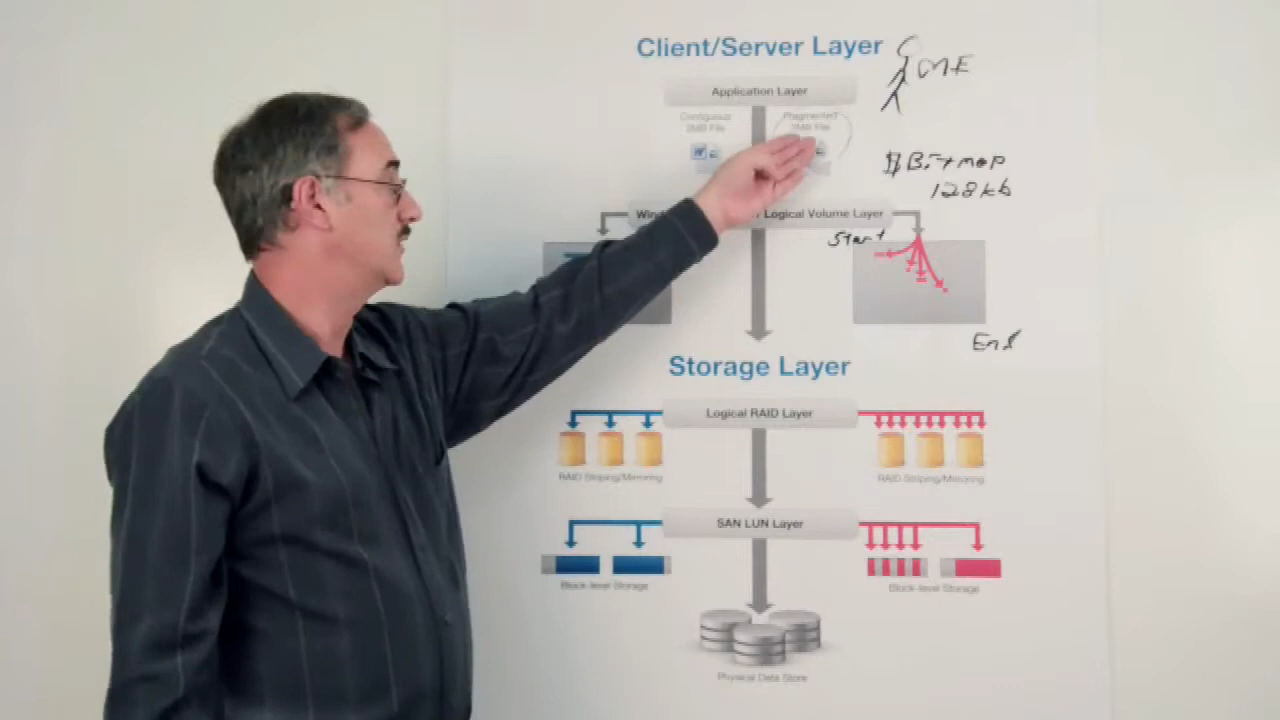 Client/Server Layer
ME
Application Layer
Contiguous
2MB File
Fragmented
2MB File
W
$Bitmap
128kb
Logical Volume Layer
Start
End
Storage Layer
Logical RAID Layer
RAID Striping/Mirroring
RAID Striping/Mirroring
SAN LUN Layer
Block-level Storage
Block-level Storage
Physical Data Store